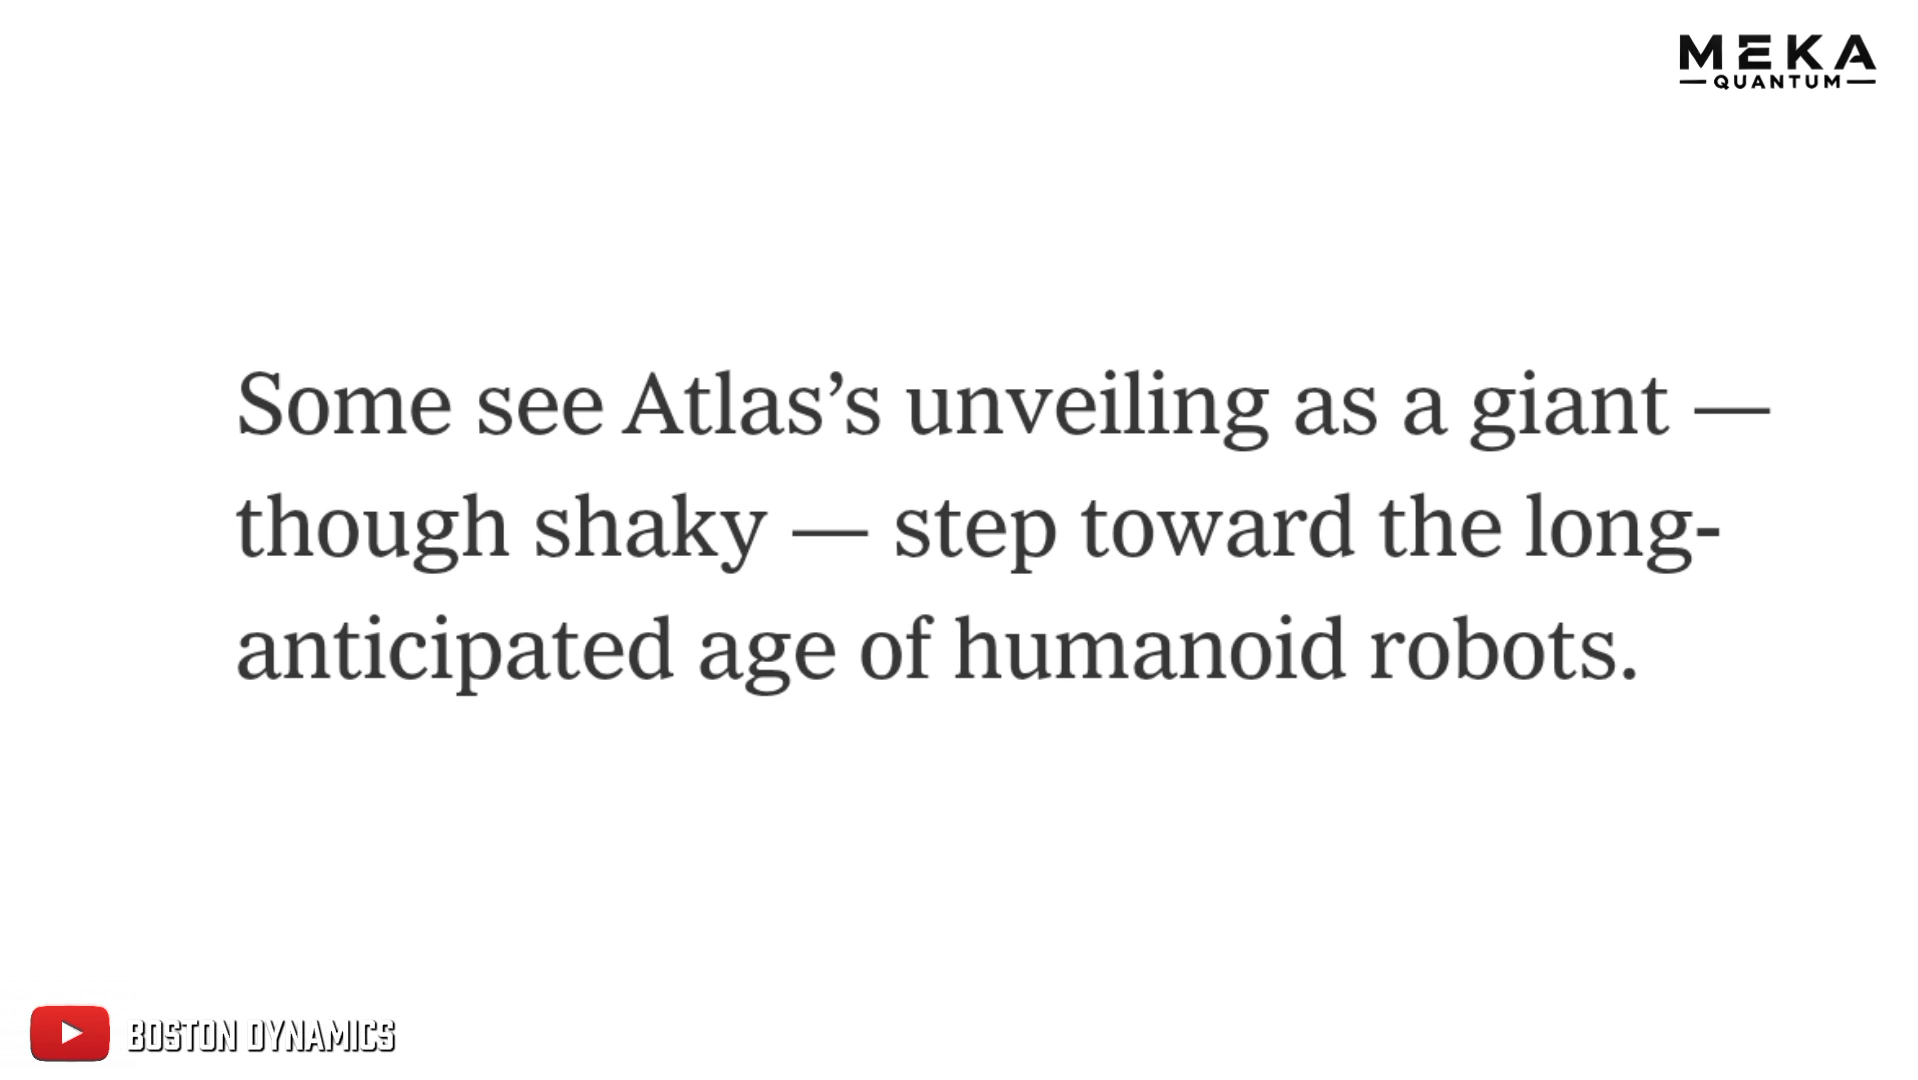 MEKA
QUANTUM
Some see Atlas’s unveiling as a giant —
though shaky — step toward the long-
anticipated age of humanoid robots.
BOSTON DYNAMICS